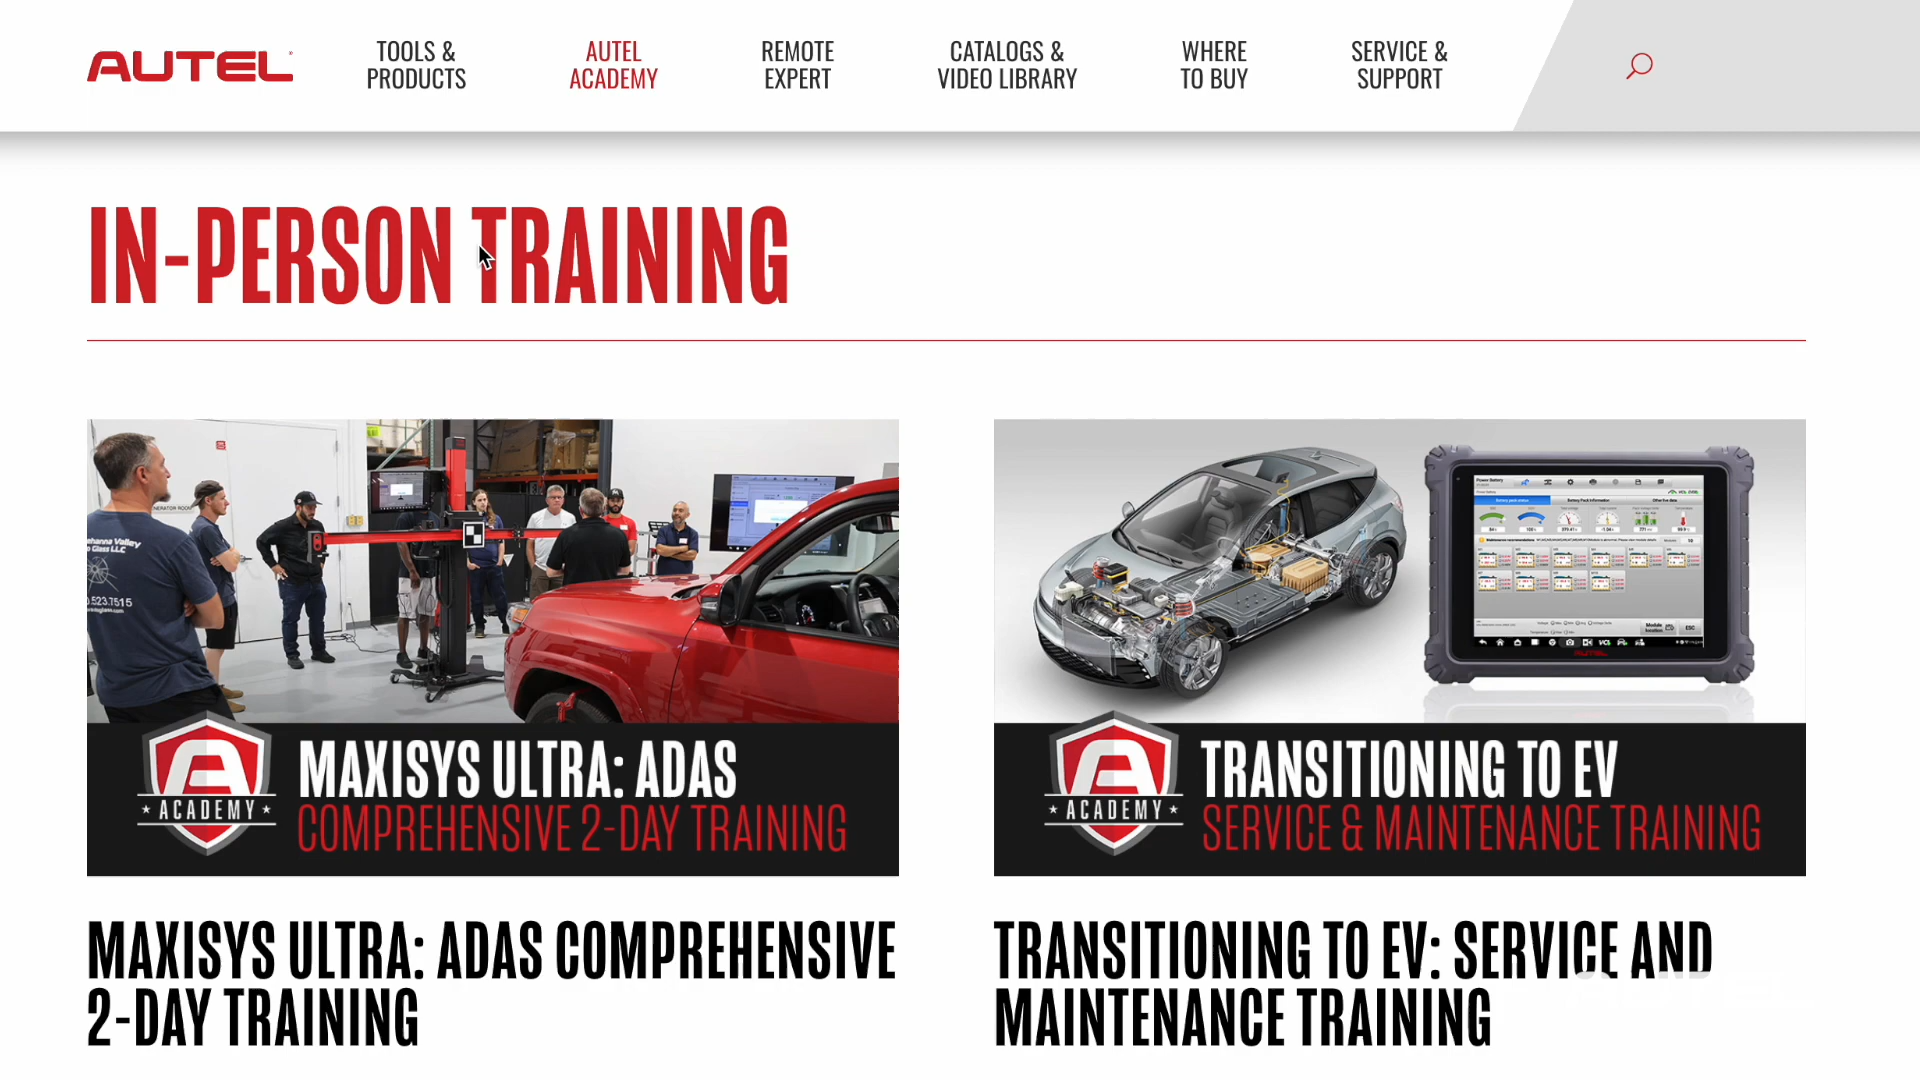 AUTEL
TOOLS &
PRODUCTS
AUTEL
ACADEMY
REMOTE
EXPERT
CATALOGS &
VIDEO LIBRARY
WHERE
TO BUY
SERVICE &
SUPPORT
IN-PERSON TRAINING
ACADEMY
MAXISYS ULTRA: ADAS
COMPREHENSIVE 2-DAY TRAINING
ACADEMY
TRANSITIONING TO EV
SERVICE & MAINTENANCE TRAINING
MAXISYS ULTRA: ADAS COMPREHENSIVE
2-DAY TRAINING
TRANSITIONING TO EV: SERVICE AND
MAINTENANCE TRAINING